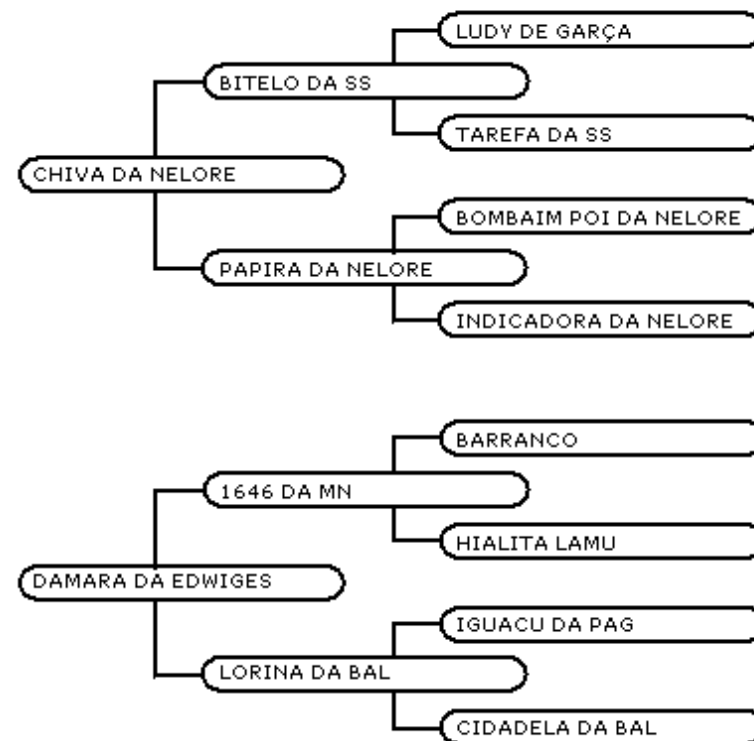 LUDY DE GARÇA
BITELO DA SS
TAREFA DA SS
CHIVA DA NELORE
BOMBAIM POI DA NELORE
PAPIRA DA NELORE
INDICADORA DA NELORE
BARRANCO
1646 DA MN
HIALITA LAMU
DAMARA DA EDWIGES
IGUACU DA PAG
LORINA DA BAL
CIDADELA DA BAL